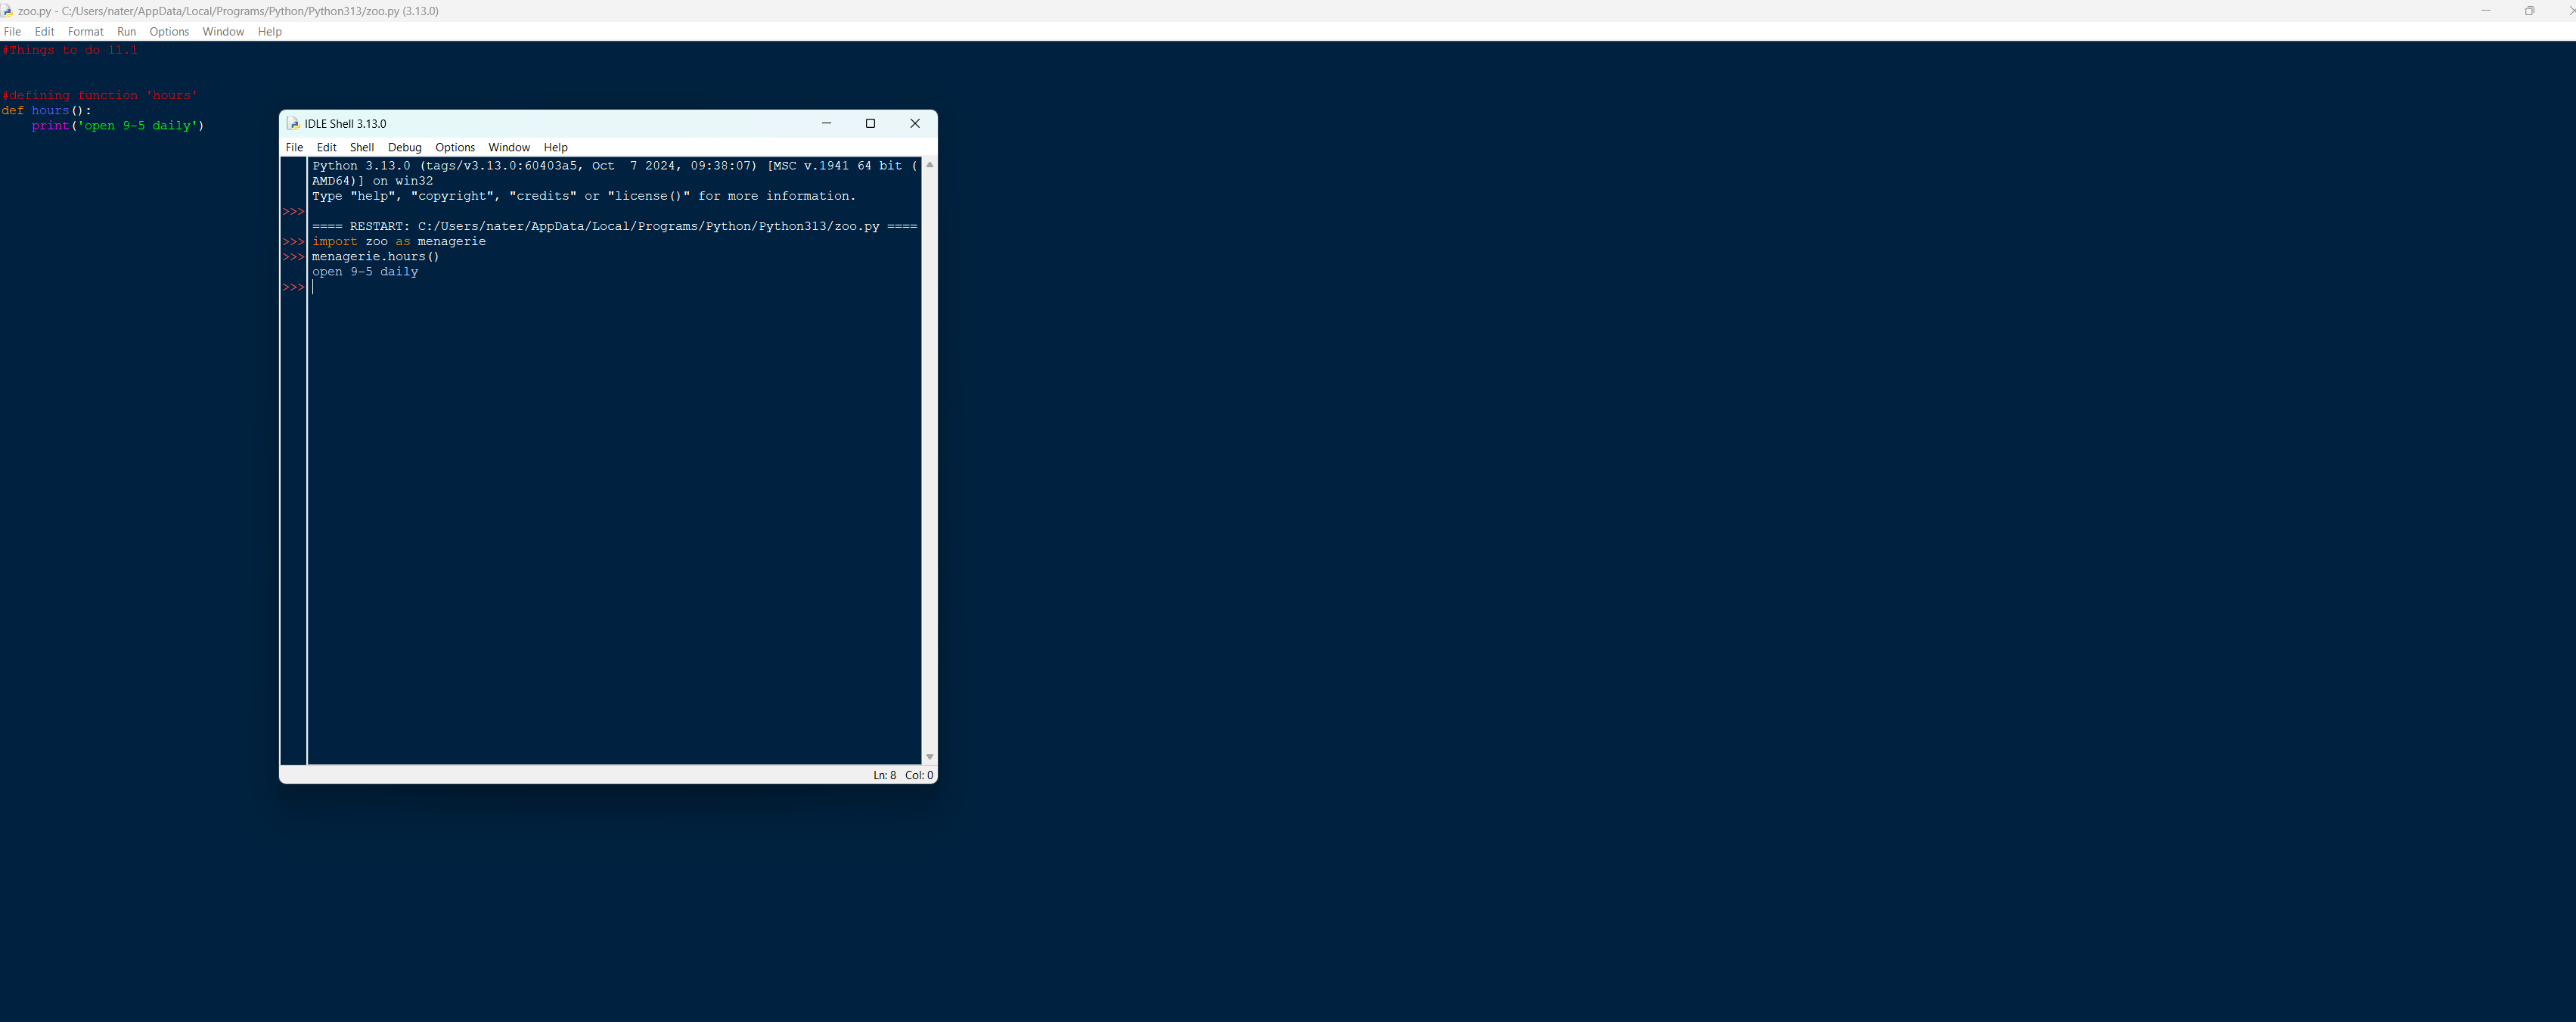 zoo.py - C:/Users/nater/AppData/Local/Programs/Python/Python313/zoo.py (3.13.0)
File Edit Format Run Options Window Help
#Things to do 11.1
#defining function 'hours'
def hours():
    print('open 9-5 daily')
IDLE Shell 3.13.0
File Edit Shell Debug Options Window Help
Python 3.13.0 (tags/v3.13.0:60403a5, Oct  7 2024, 09:38:07) [MSC v.1941 64 bit (
AMD64)] on win32
Type "help", "copyright", "credits" or "license()" for more information.
>>>
==== RESTART: C:/Users/nater/AppData/Local/Programs/Python/Python313/zoo.py ====
>>> import zoo as menagerie
>>> menagerie.hours()
open 9-5 daily
>>>
Ln: 8 Col: 0